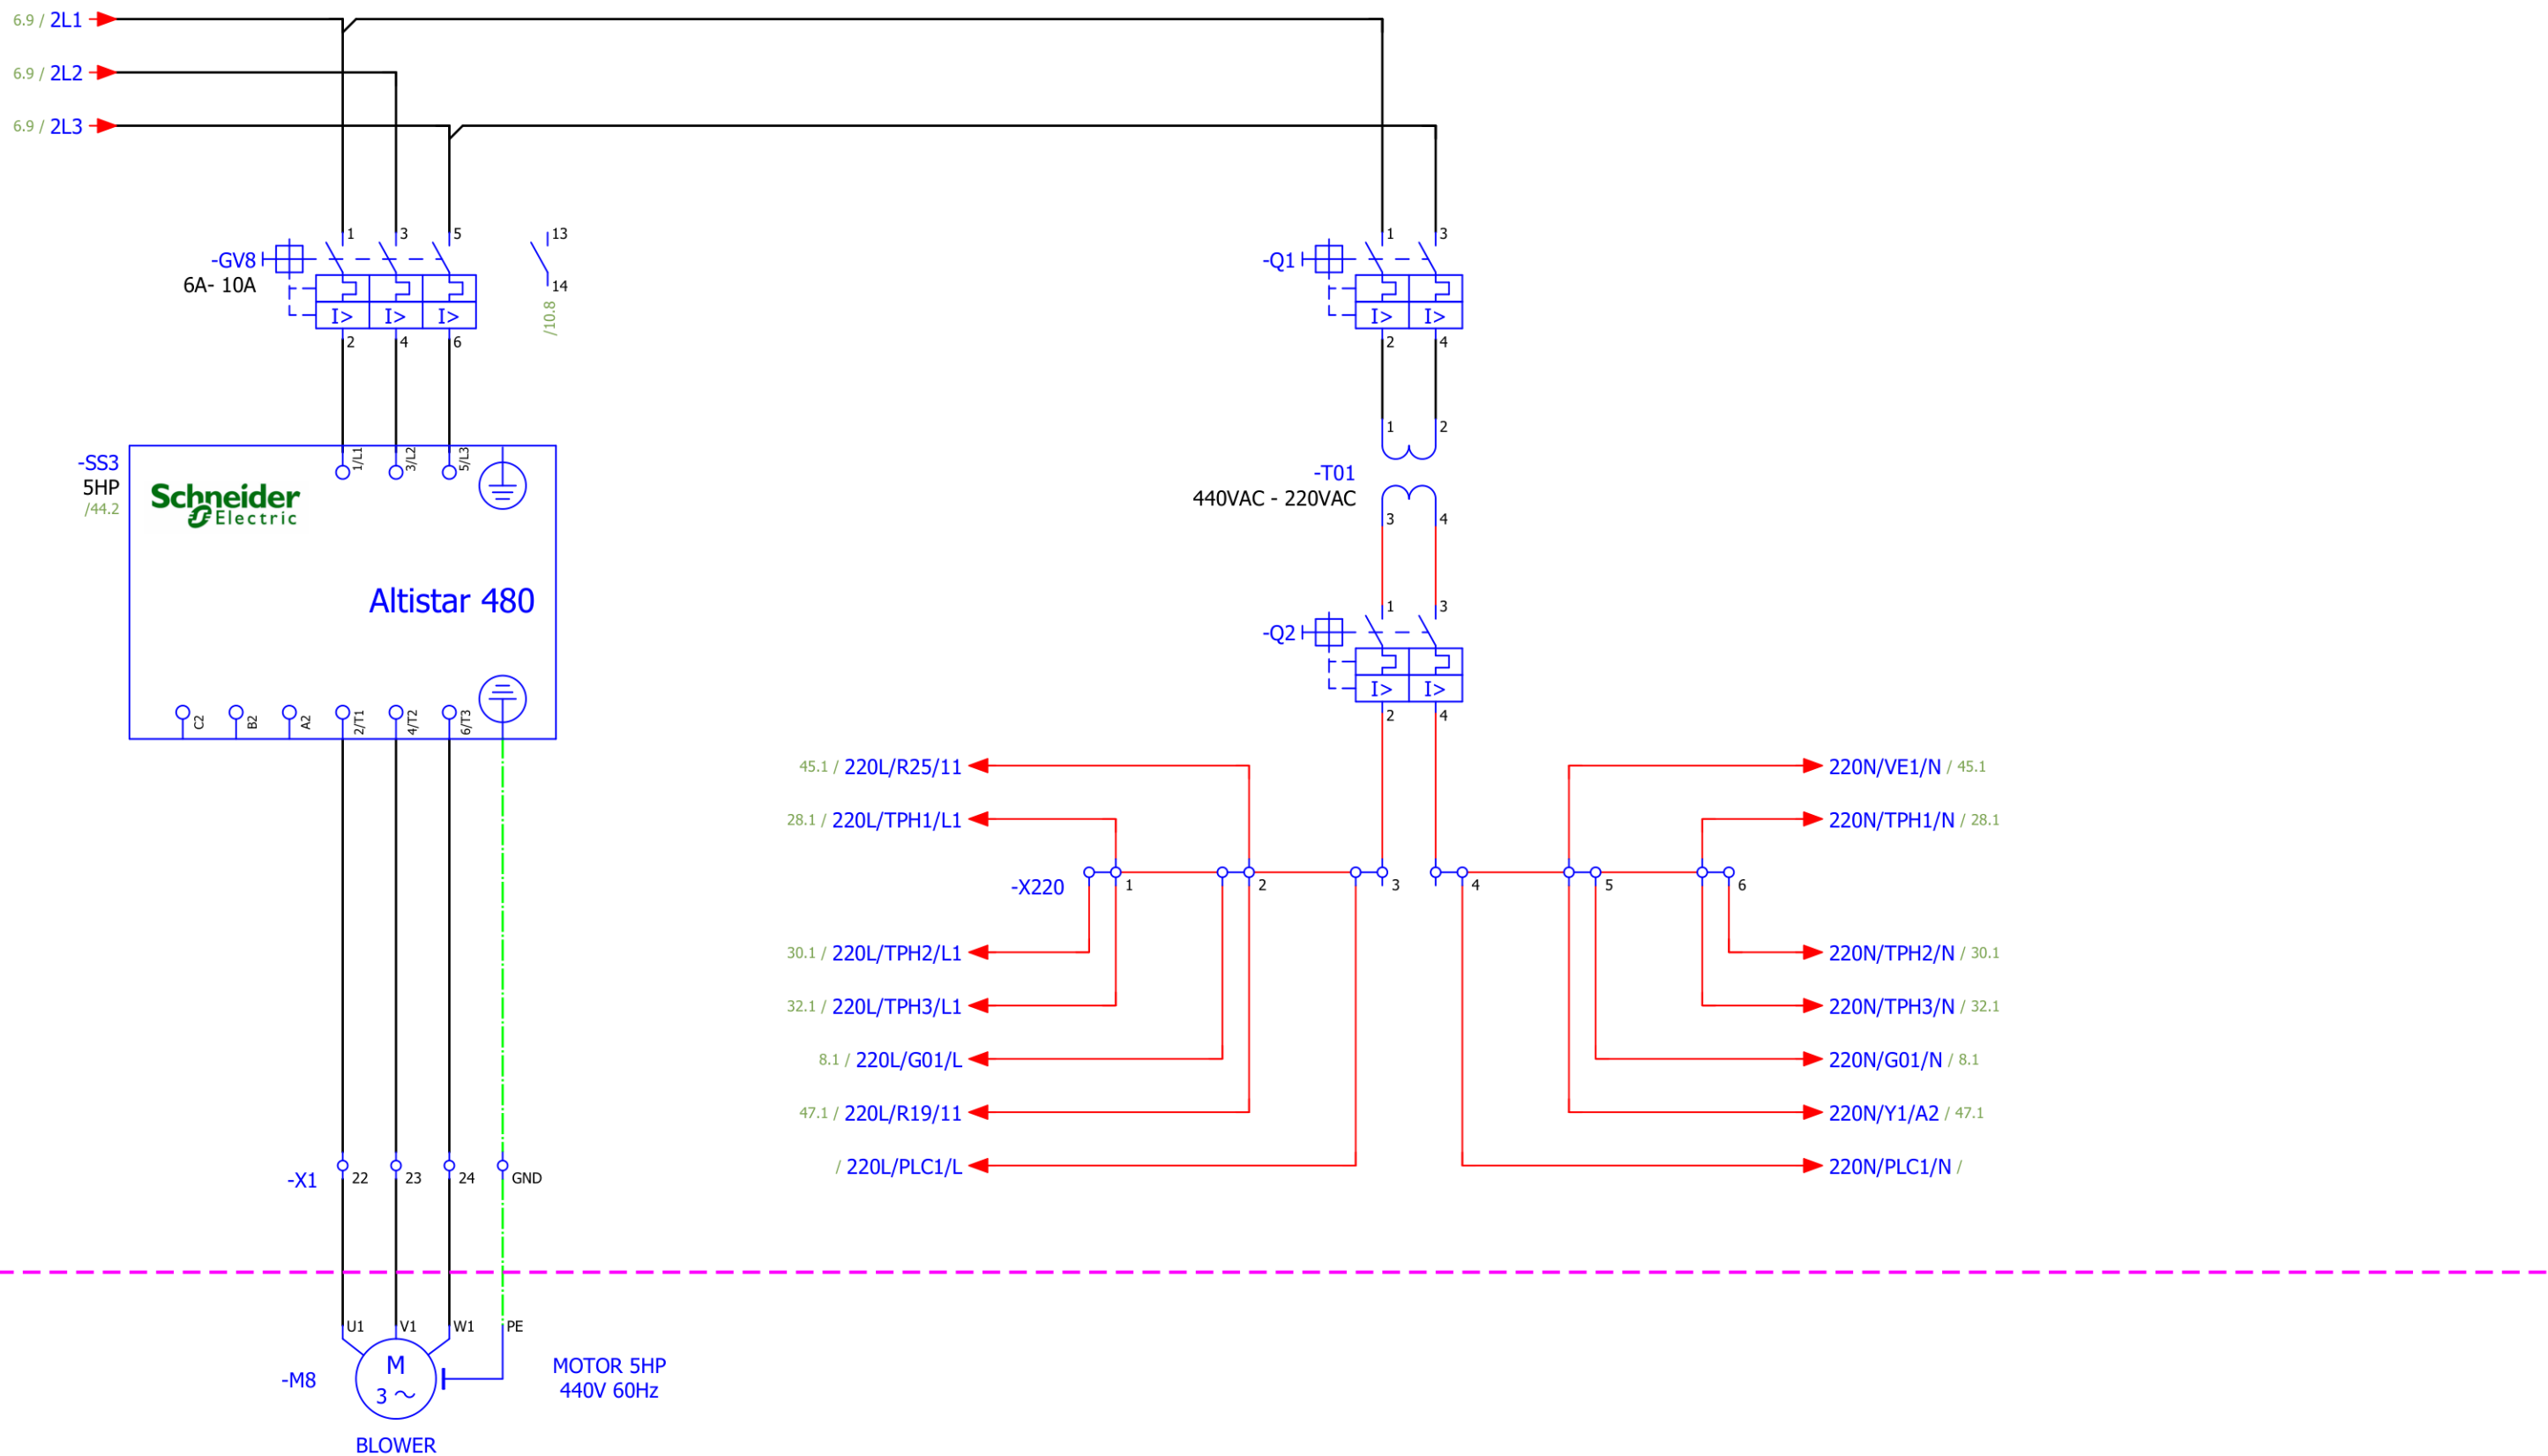 6.9 / 2L1
6.9 / 2L2
6.9 / 2L3
-GV8
6A- 10A
1
3
5
13
14
/10.8
I>
I>
I>
2
4
6
-Q1
1
3
I>
I>
2
4
-SS3
5HP
/44.2
1/L1
3/L2
5/L3
Schneider
Electric
Altistar 480
C2
B2
A2
2/T1
4/T2
6/T3
1
2
-T01
440VAC - 220VAC
3
4
-Q2
1
3
I>
I>
2
4
45.1 / 220L/R25/11
220N/VE1/N / 45.1
28.1 / 220L/TPH1/L1
220N/TPH1/N / 28.1
-X220
1
2
3
4
5
6
30.1 / 220L/TPH2/L1
220N/TPH2/N / 30.1
32.1 / 220L/TPH3/L1
220N/TPH3/N / 32.1
8.1 / 220L/G01/L
220N/G01/N / 8.1
47.1 / 220L/R19/11
220N/Y1/A2 / 47.1
/ 220L/PLC1/L
220N/PLC1/N /
-X1
22
23
24
GND
U1
V1
W1
PE
-M8
M
3 ~
MOTOR 5HP
440V 60Hz
BLOWER